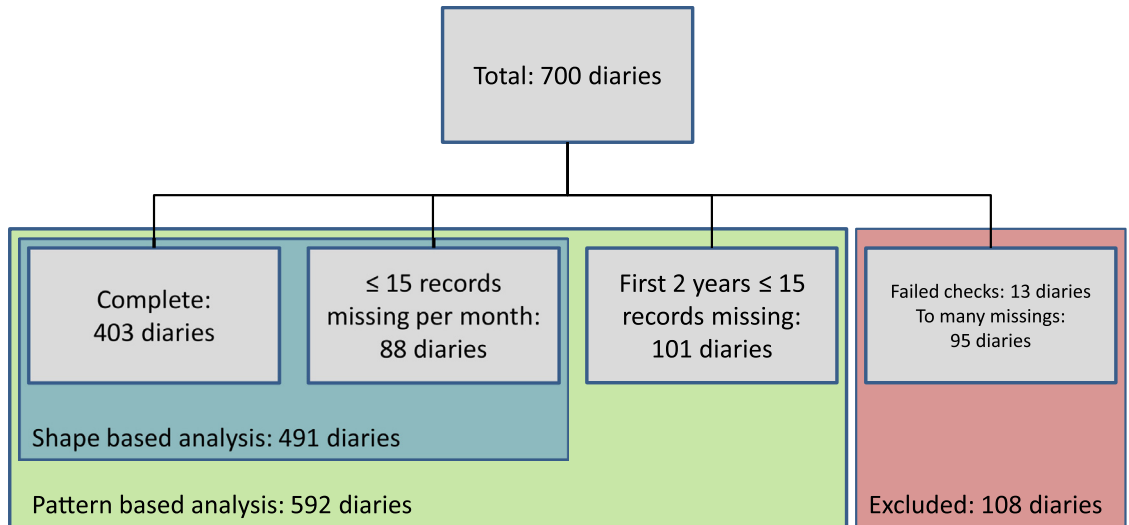 Total: 700 diaries
Complete:
403 diaries
≤ 15 records
missing per month:
88 diaries
First 2 years ≤ 15
records missing:
101 diaries
Failed checks: 13 diaries
To many missings:
95 diaries
Shape based analysis: 491 diaries
Pattern based analysis: 592 diaries
Excluded: 108 diaries